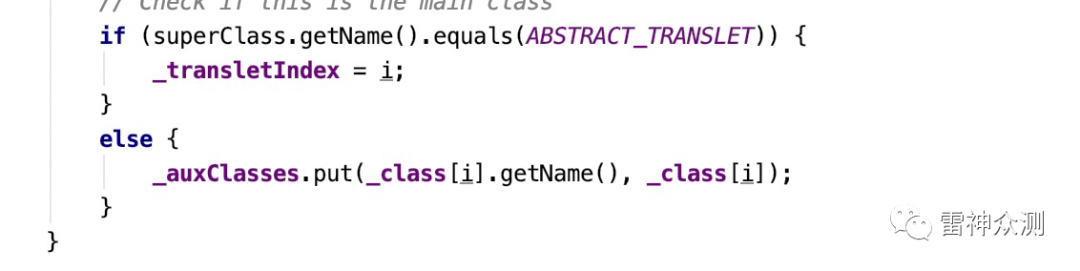 // Check if this is the main class
if (superClass.getName().equals(ABSTRACT_TRANSLET)) {
_transletIndex = i;
}
else {
_auxClasses.put(_class[i].getName(), _class[i]);
}
}
雷神众测